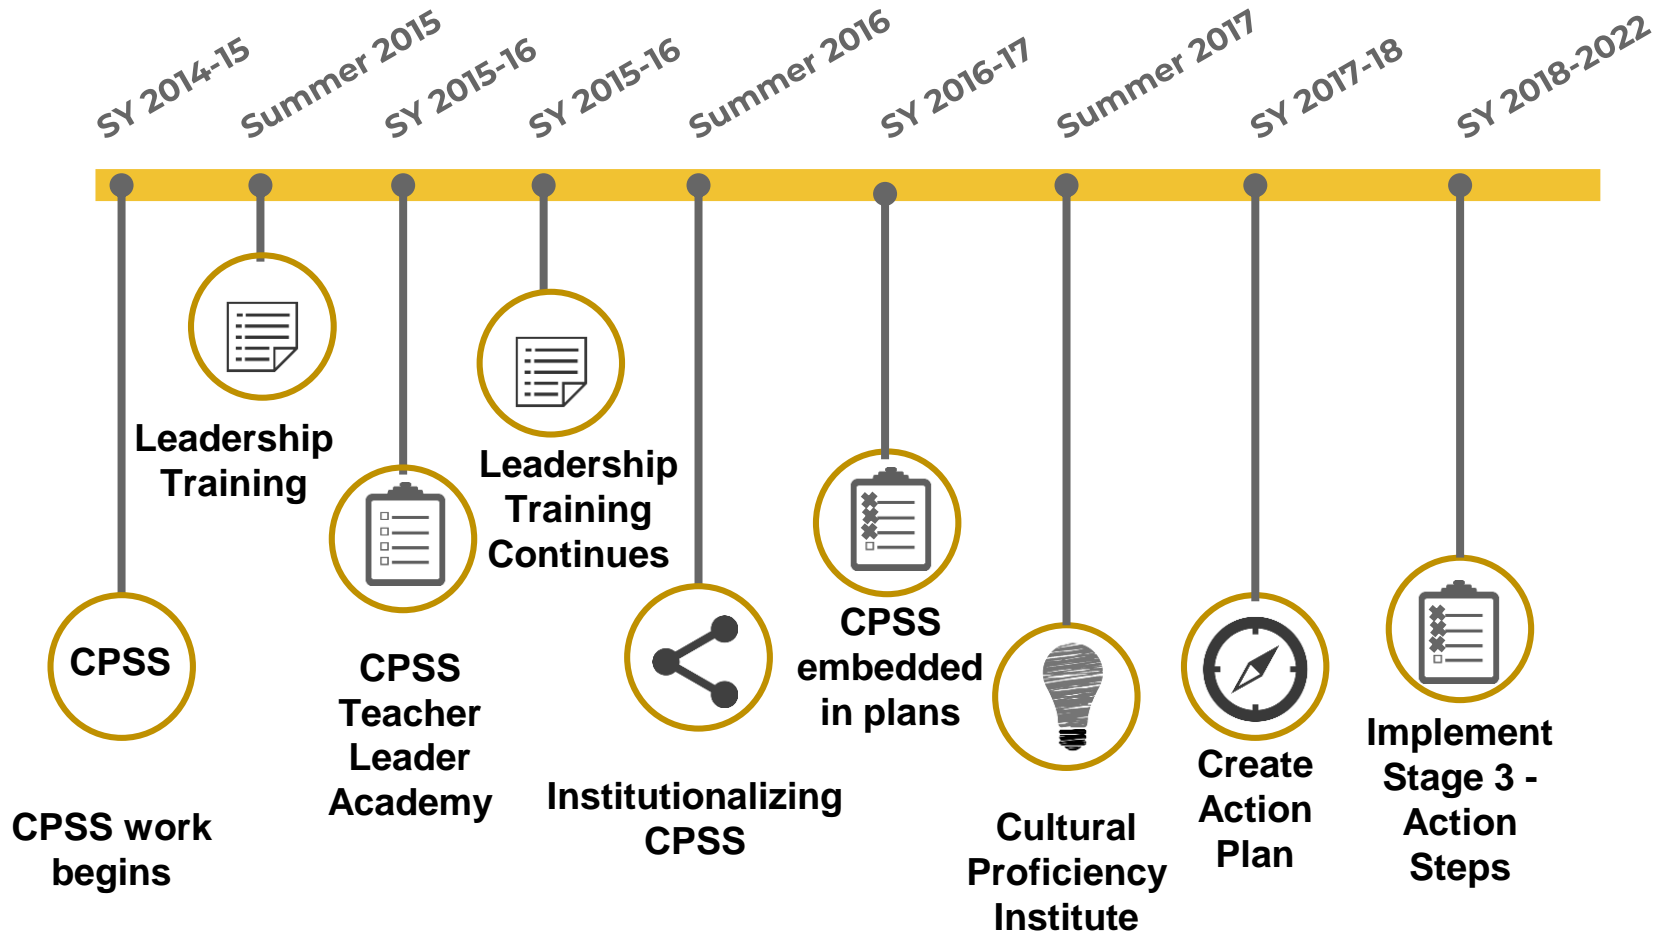 SY 2014-15
Summer 2015
SY 2015-16
SY 2015-16
Summer 2016
SY 2016-17
Summer 2017
SY 2017-18
SY 2018-2022
CPSS
CPSS work
begins
Leadership
Training
CPSS
Teacher
Leader
Academy
Leadership
Training
Continues
Institutionalizing
CPSS
CPSS
embedded
in plans
Cultural
Proficiency
Institute
Create
Action
Plan
Implement
Stage 3 -
Action
Steps